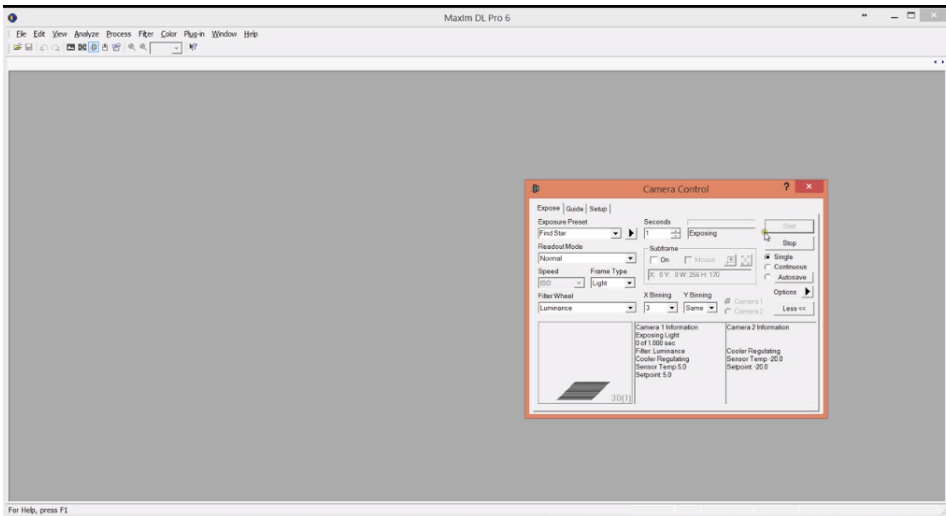 MaxIm DL Pro 6
File Edit View Analyze Process Filter Color Plug-in Window Help
Camera Control
Expose Guide Setup
Exposure Preset
Find Star
Seconds
1
Exposing
Start
Stop
Readout Mode
Normal
Subframe
On
Mouse
X: 0 Y: 0 W: 256 H: 170
Single
Continuous
Autosave
Speed
ISO
Frame Type
Light
Options
Filter Wheel
Luminance
X Binning
3
Y Binning
Same
Camera 1
Camera 2
Less <<
3D(1)
Camera 1 Information
Exposing Light
0 of 1.000 sec
Filter: Luminance
Cooler Regulating
Sensor Temp 5.0
Setpoint 5.0
Camera 2 Information
Cooler Regulating
Sensor Temp -20.0
Setpoint -20.0
For Help, press F1